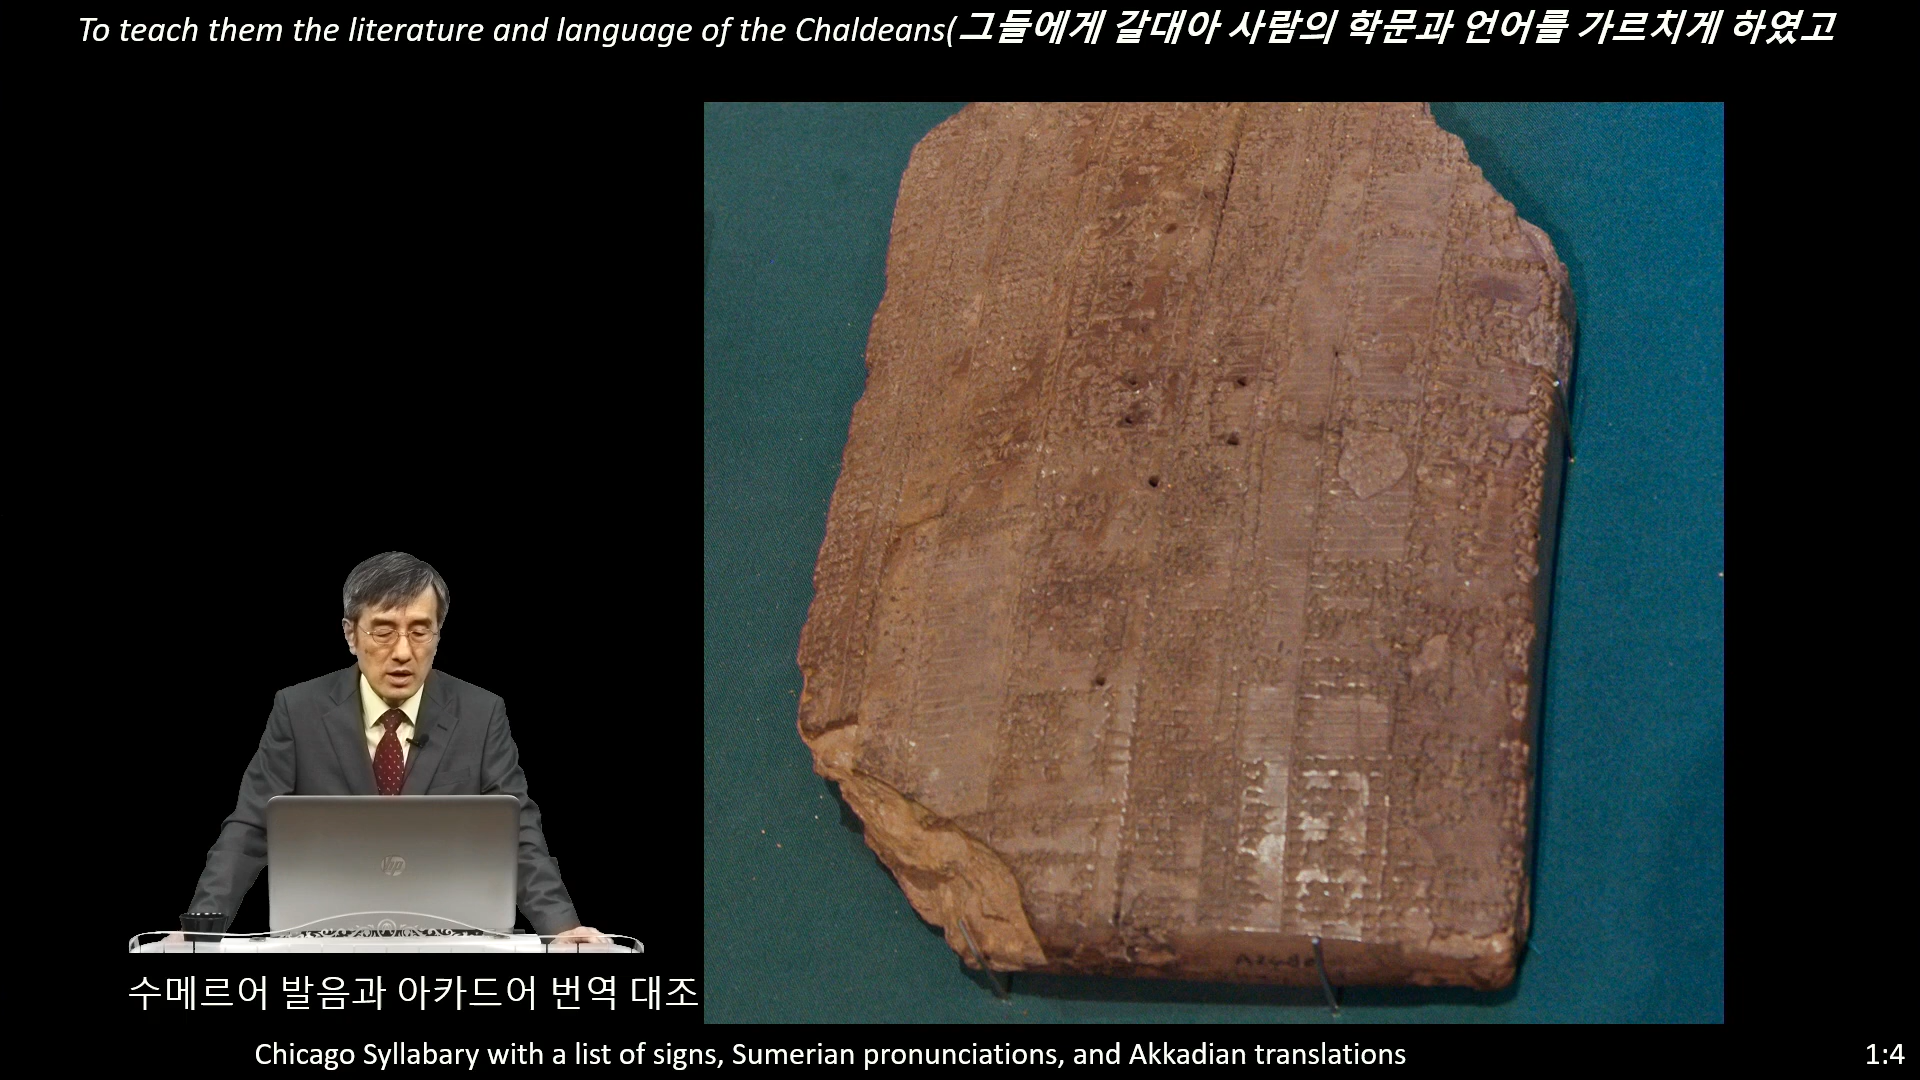 To teach them the literature and language of the Chaldeans(그들에게 갈대아 사람의 학문과 언어를 가르치게 하였고
hp
수메르어 발음과 아카드어 번역 대조
Chicago Syllabary with a list of signs, Sumerian pronunciations, and Akkadian translations
1:4